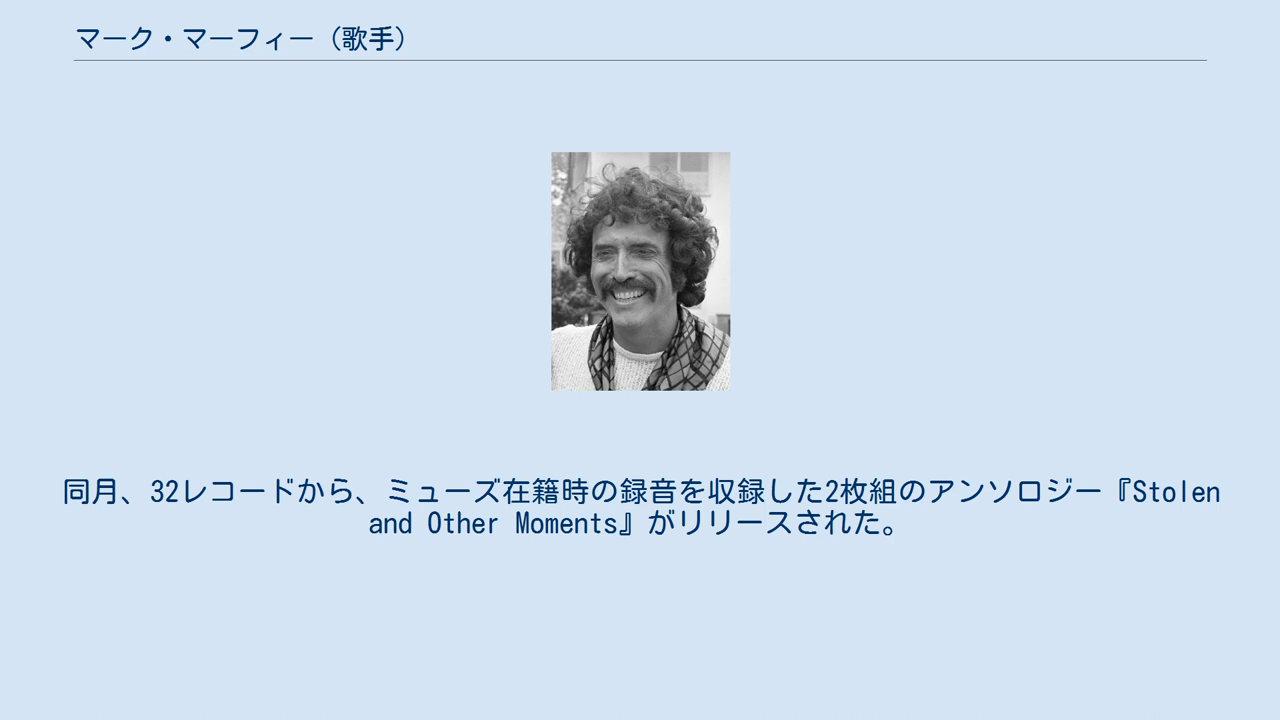 マーク・マーフィー（歌手）
同月、32レコードから、ミューズ在籍時の録音を収録した2枚組のアンソロジー『Stolen
and Other Moments』がリリースされた。